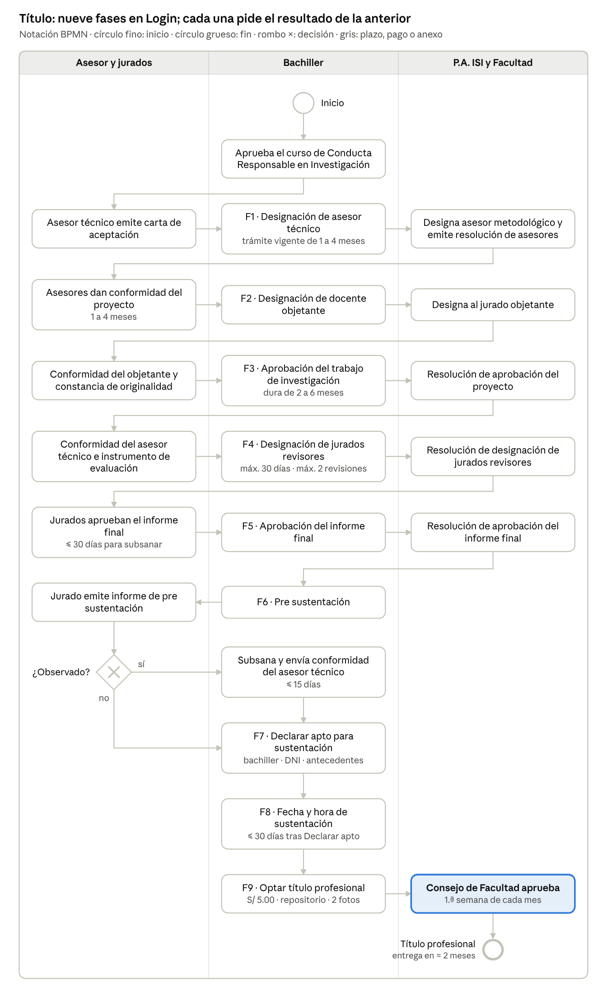 Título: nueve fases en Login; cada una pide el resultado de la anterior
Notación BPMN · círculo fino: inicio · círculo grueso: fin · rombo ×: decisión · gris: plazo, pago o anexo
Asesor y jurados
Bachiller
P.A. ISI y Facultad
Inicio
Aprueba el curso de Conducta
Responsable en Investigación
Asesor técnico emite carta de
aceptación
F1 · Designación de asesor
técnico
trámite vigente de 1 a 4 meses
Designa asesor metodológico y
emite resolución de asesores
Asesores dan conformidad del
proyecto
1 a 4 meses
F2 · Designación de docente
objetante
Designa al jurado objetante
Conformidad del objetante y
constancia de originalidad
F3 · Aprobación del trabajo
de investigación
dura de 2 a 6 meses
Resolución de aprobación del
proyecto
Conformidad del asesor
técnico e instrumento de
evaluación
F4 · Designación de jurados
revisores
máx. 30 días · máx. 2 revisiones
Resolución de designación de
jurados revisores
Jurados aprueban el informe
final
≤ 30 días para subsanar
F5 · Aprobación del informe
final
Resolución de aprobación del
informe final
Jurado emite informe de pre
sustentación
F6 · Pre sustentación
¿Observado?
sí
no
Subsana y envía conformidad
del asesor técnico
≤ 15 días
F7 · Declarar apto para
sustentación
bachiller · DNI · antecedentes
F8 · Fecha y hora de
sustentación
≤ 30 días tras Declarar apto
F9 · Optar título profesional
S/ 5.00 · repositorio · 2 fotos
Consejo de Facultad aprueba
1.ª semana de cada mes
Título profesional
entrega en ≈ 2 meses